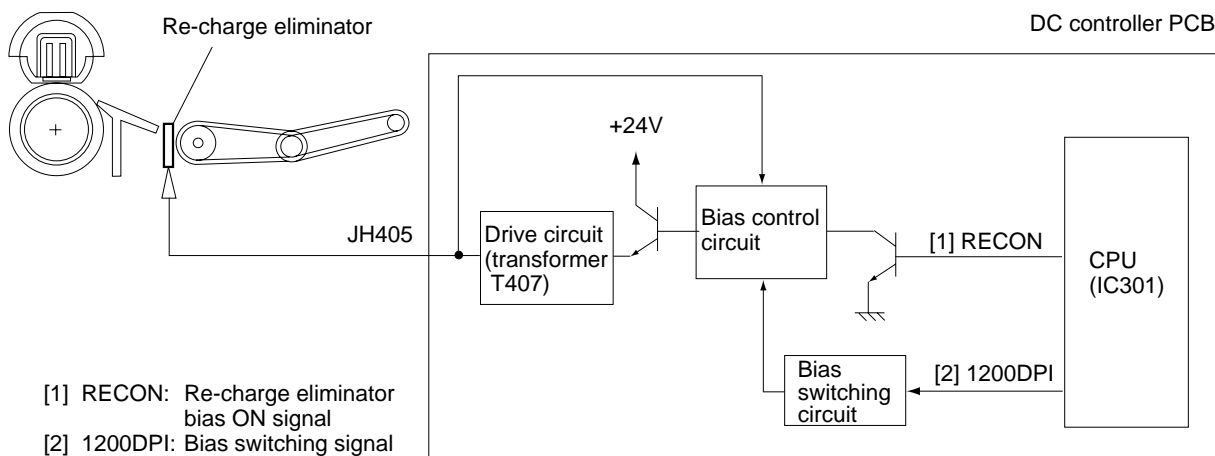 Re-charge eliminator
DC controller PCB
+24V
JH405
Drive circuit
(transformer
T407)
Bias control
circuit
[1] RECON
CPU
(IC301)
Bias
switching
circuit
[2] 1200DPI
[1] RECON: Re-charge eliminator
bias ON signal
[2] 1200DPI: Bias switching signal